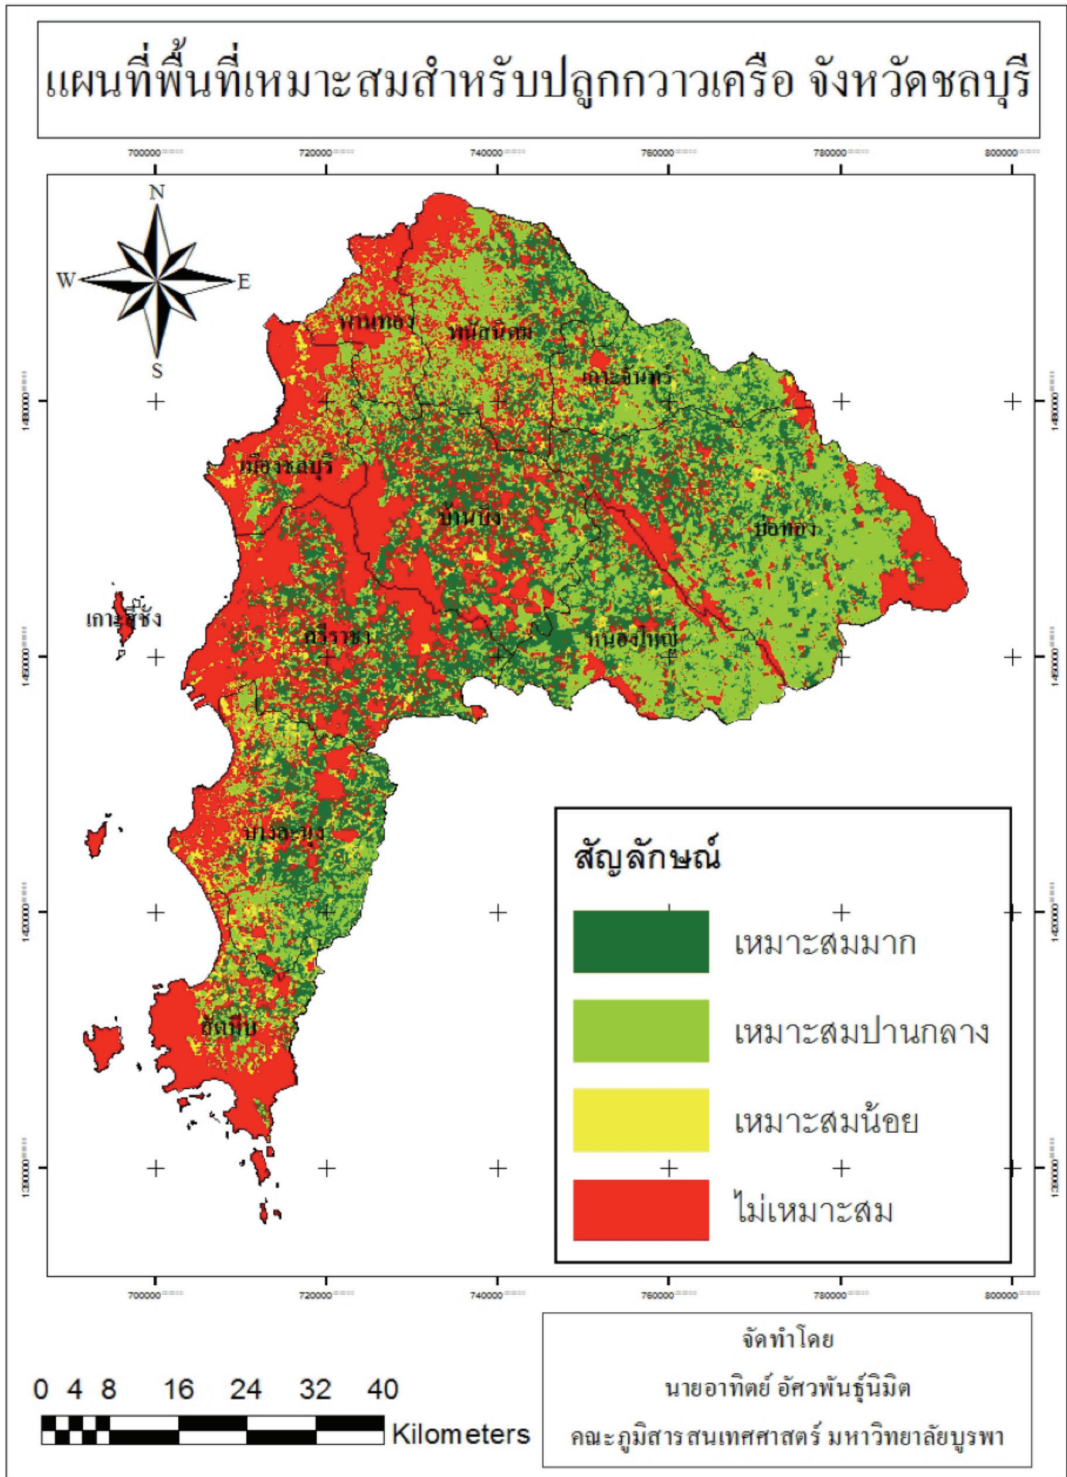 แผนที่พื้นที่เหมาะสมสำหรับปลูกกวาวเครือ จังหวัดชลบุรี
700000 720000 740000 760000 780000 800000
N
W E
S
พานทอง
พนัสนิคม
เกาะจันทร์
เมืองชลบุรี
บ้านบึง
บ่อทอง
เกาะสีชัง
ศรีราชา
หนองใหญ่
บางละมุง
สัตหีบ
1480000 1480000
1450000 1450000
1420000 1420000
1390000 1390000
สัญลักษณ์
เหมาะสมมาก
เหมาะสมปานกลาง
เหมาะสมน้อย
ไม่เหมาะสม
700000 720000 740000 760000 780000 800000
0 4 8 16 24 32 40
Kilometers
จัดทำโดย
นายอาทิตย์ อัศวพันธุ์นิมิต
คณะภูมิสารสนเทศศาสตร์ มหาวิทยาลัยบูรพา